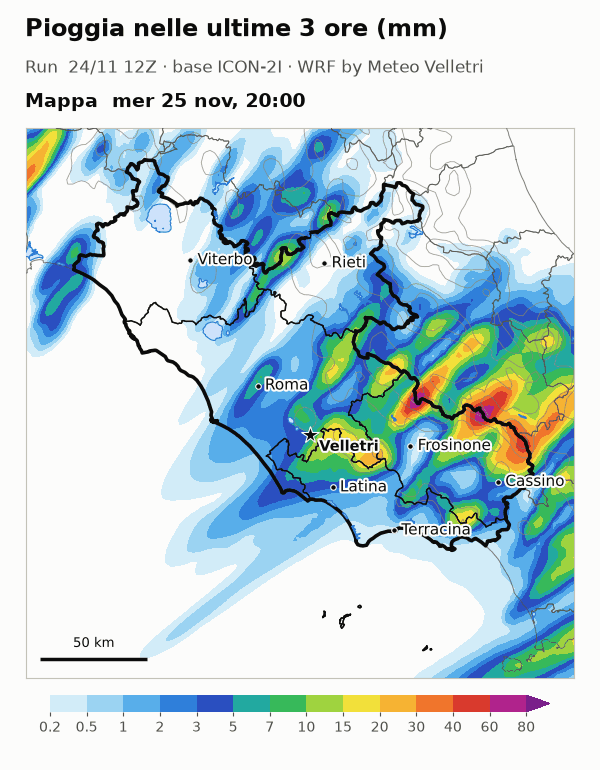 Pioggia nelle ultime 3 ore (mm)
Run  24/11 12Z · base ICON-2I · WRF by Meteo Velletri
Mappa  mer 25 nov, 20:00
Viterbo
Rieti
Roma
Velletri
Frosinone
Latina
Cassino
Terracina
50 km
0.2 0.5 1 2 3 5 7 10 15 20 30 40 60 80